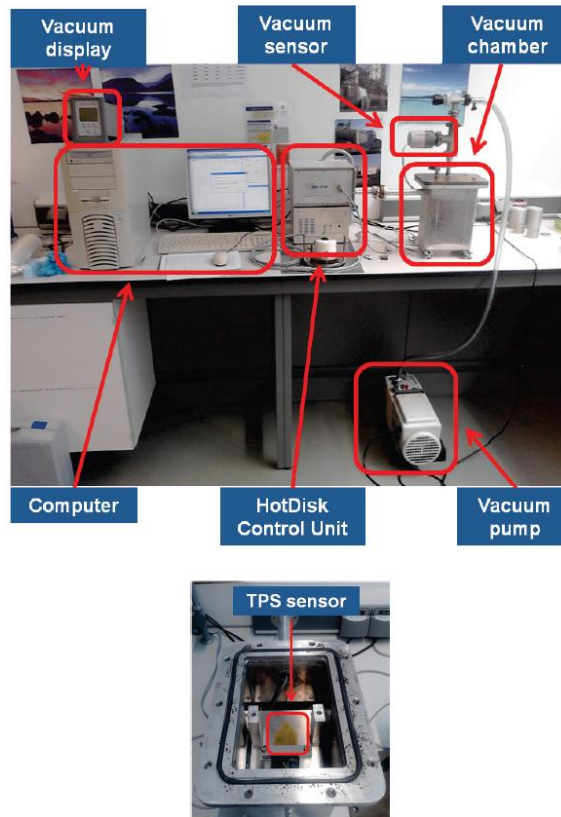 Vacuum
display
Vacuum
sensor
Vacuum
chamber
Computer
HotDisk
Control Unit
Vacuum
pump
TPS sensor